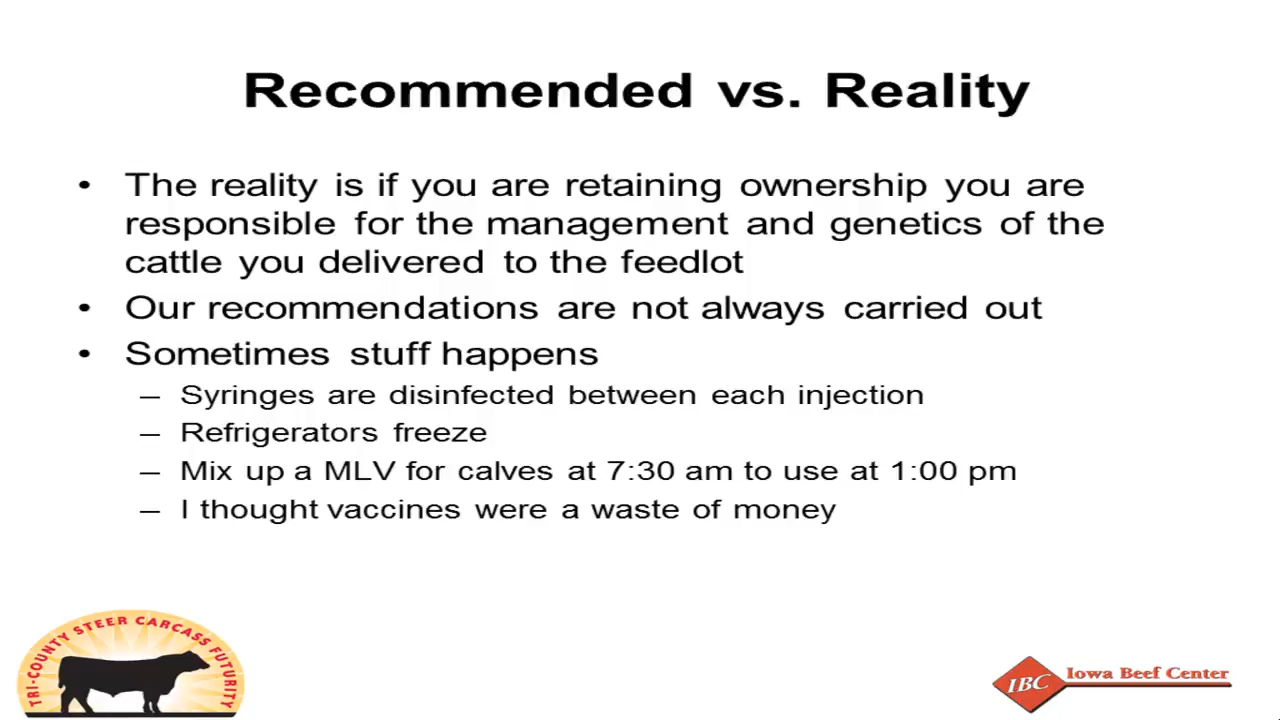 Recommended vs. Reality
• The reality is if you are retaining ownership you are
responsible for the management and genetics of the
cattle you delivered to the feedlot
• Our recommendations are not always carried out
• Sometimes stuff happens
– Syringes are disinfected between each injection
– Refrigerators freeze
– Mix up a MLV for calves at 7:30 am to use at 1:00 pm
– I thought vaccines were a waste of money
TRI-COUNTY STEER CARCASS FUTURITY
IBC Iowa Beef Center